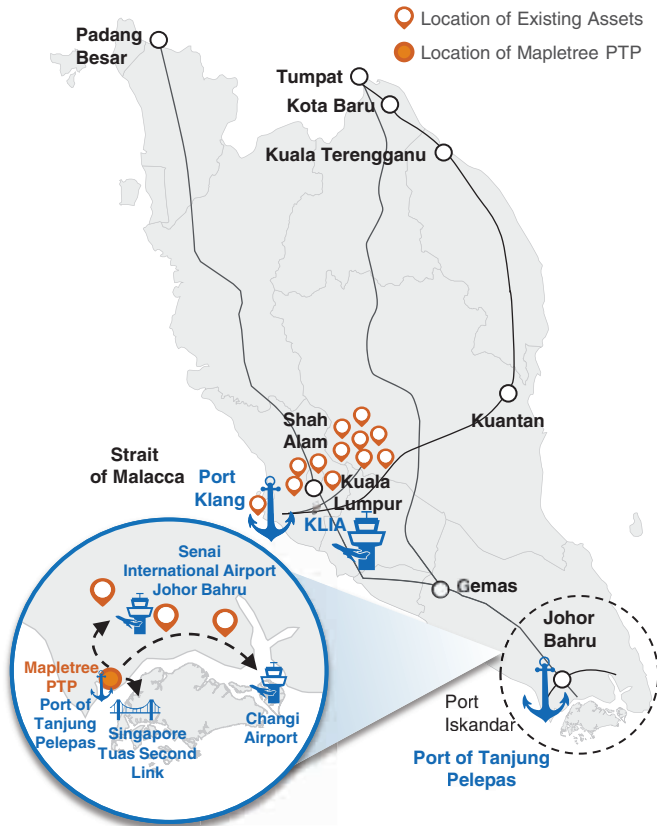 Location of Existing Assets
Location of Mapletree PTP
Padang
Besar
Tumpat
Kota Baru
Kuala Terengganu
Kuantan
Shah
Alam
Strait
of Malacca
Port
Klang
Kuala
Lumpur
KLIA
Gemas
Johor
Bahru
Port
Iskandar
Port of Tanjung
Pelepas
Senai
International Airport
Johor Bahru
Mapletree
PTP
Port of
Tanjung
Pelepas
Singapore
Tuas Second
Link
Changi
Airport